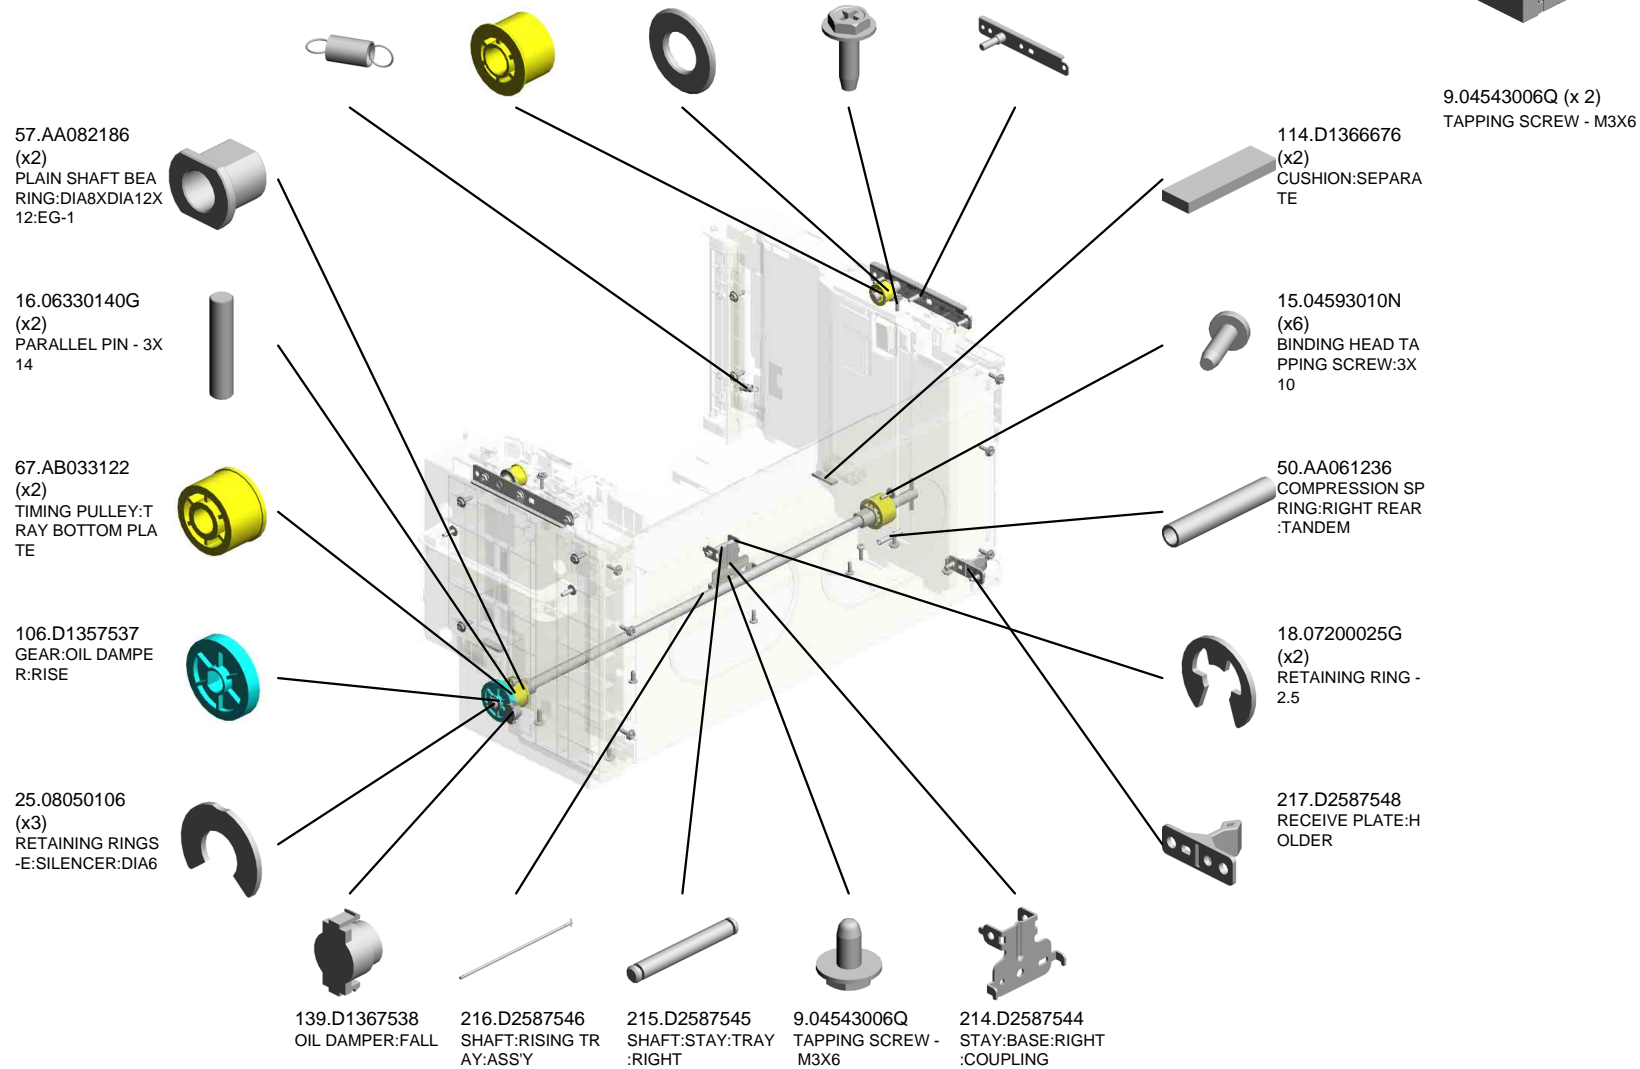 9.04543006Q (x 2)
TAPPING SCREW - M3X6
57.AA082186
(x2)
PLAIN SHAFT BEA
RING:DIA8XDIA12X
12:EG-1
16.06330140G
(x2)
PARALLEL PIN - 3X
14
67.AB033122
(x2)
TIMING PULLEY:T
RAY BOTTOM PLA
TE
106.D1357537
GEAR:OIL DAMPE
R:RISE
25.08050106
(x3)
RETAINING RINGS
-E:SILENCER:DIA6
114.D1366676
(x2)
CUSHION:SEPARA
TE
15.04593010N
(x6)
BINDING HEAD TA
PPING SCREW:3X
10
50.AA061236
COMPRESSION SP
RING:RIGHT REAR
:TANDEM
18.07200025G
(x2)
RETAINING RING -
2.5
217.D2587548
RECEIVE PLATE:H
OLDER
139.D1367538
OIL DAMPER:FALL
216.D2587546
SHAFT:RISING TR
AY:ASS'Y
215.D2587545
SHAFT:STAY:TRAY
:RIGHT
9.04543006Q
TAPPING SCREW -
M3X6
214.D2587544
STAY:BASE:RIGHT
:COUPLING